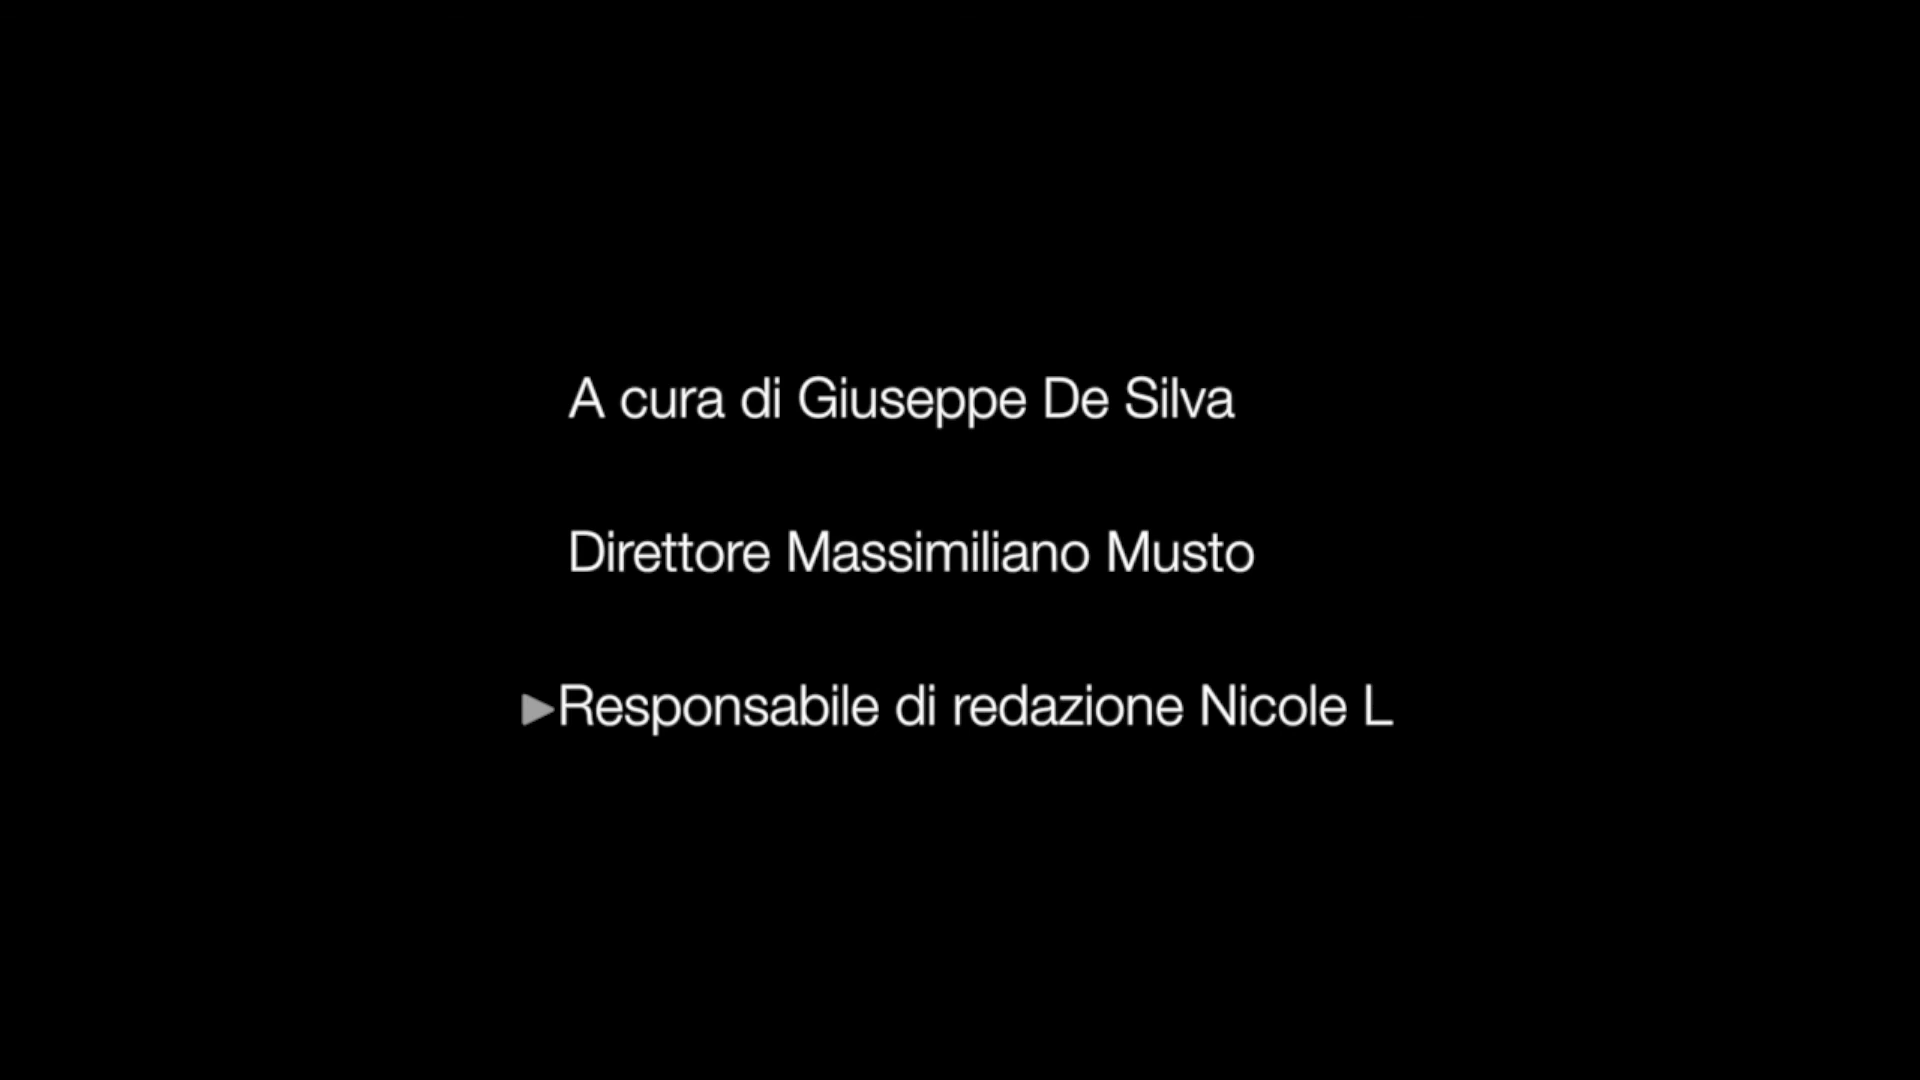 A cura di Giuseppe De Silva
Direttore Massimiliano Musto
▶Responsabile di redazione Nicole L